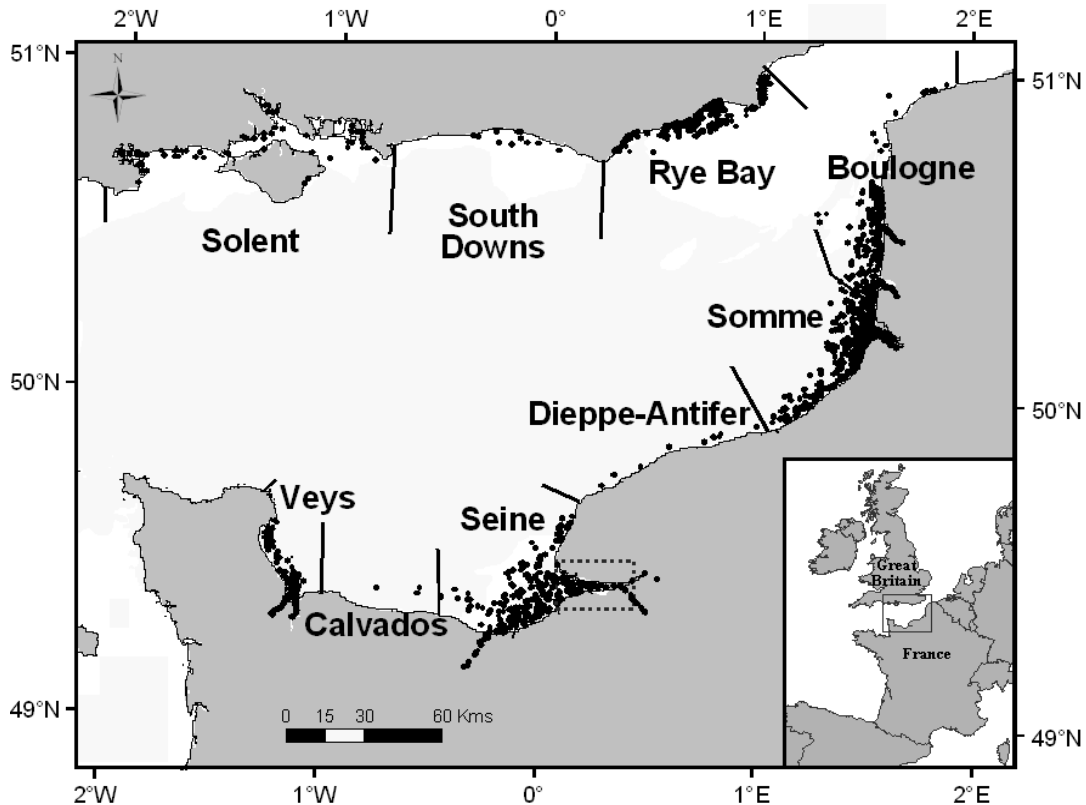 2°W 1°W 0° 1°E 2°E
51°N
51°N
N
Rye Bay
Boulogne
Solent
South
Downs
Somme
50°N
50°N
Dieppe-Antifer
Veys
Seine
Calvados
Great
Britain
France
49°N
49°N
0 15 30 60 Kms
2°W 1°W 0° 1°E 2°E